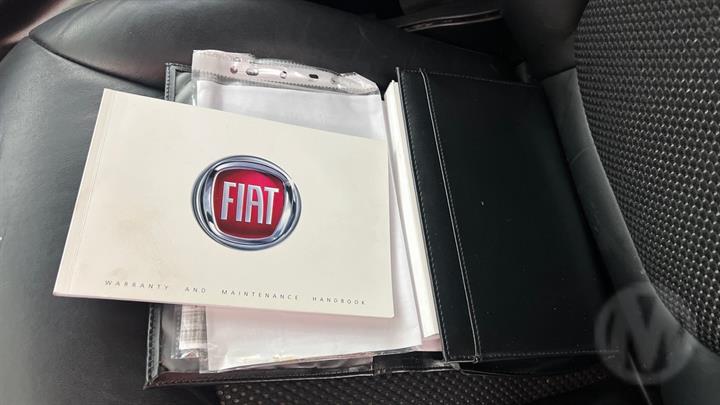 FIAT
WARRANTY AND MAINTENANCE HANDBOOK
M